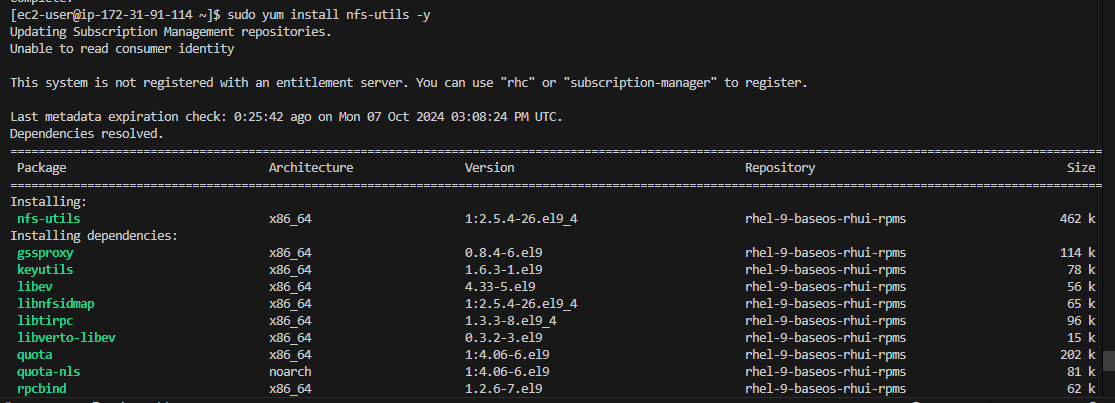 [ec2-user@ip-172-31-91-114 ~]$ sudo yum install nfs-utils -y
Updating Subscription Management repositories.
Unable to read consumer identity
This system is not registered with an entitlement server. You can use "rhc" or "subscription-manager" to register.
Last metadata expiration check: 0:25:42 ago on Mon 07 Oct 2024 03:08:24 PM UTC.
Dependencies resolved.
Package Architecture Version Repository Size
Installing:
nfs-utils x86_64 1:2.5.4-26.el9_4 rhel-9-baseos-rhui-rpms 462 k
Installing dependencies:
gssproxy x86_64 0.8.4-6.el9 rhel-9-baseos-rhui-rpms 114 k
keyutils x86_64 1.6.3-1.el9 rhel-9-baseos-rhui-rpms 78 k
libev x86_64 4.33-5.el9 rhel-9-baseos-rhui-rpms 56 k
libnfsidmap x86_64 1:2.5.4-26.el9_4 rhel-9-baseos-rhui-rpms 65 k
libtirpc x86_64 1.3.3-8.el9_4 rhel-9-baseos-rhui-rpms 96 k
libverto-libev x86_64 0.3.2-3.el9 rhel-9-baseos-rhui-rpms 15 k
quota x86_64 1:4.06-6.el9 rhel-9-baseos-rhui-rpms 202 k
quota-nls noarch 1:4.06-6.el9 rhel-9-baseos-rhui-rpms 81 k
rpcbind x86_64 1.2.6-7.el9 rhel-9-baseos-rhui-rpms 62 k